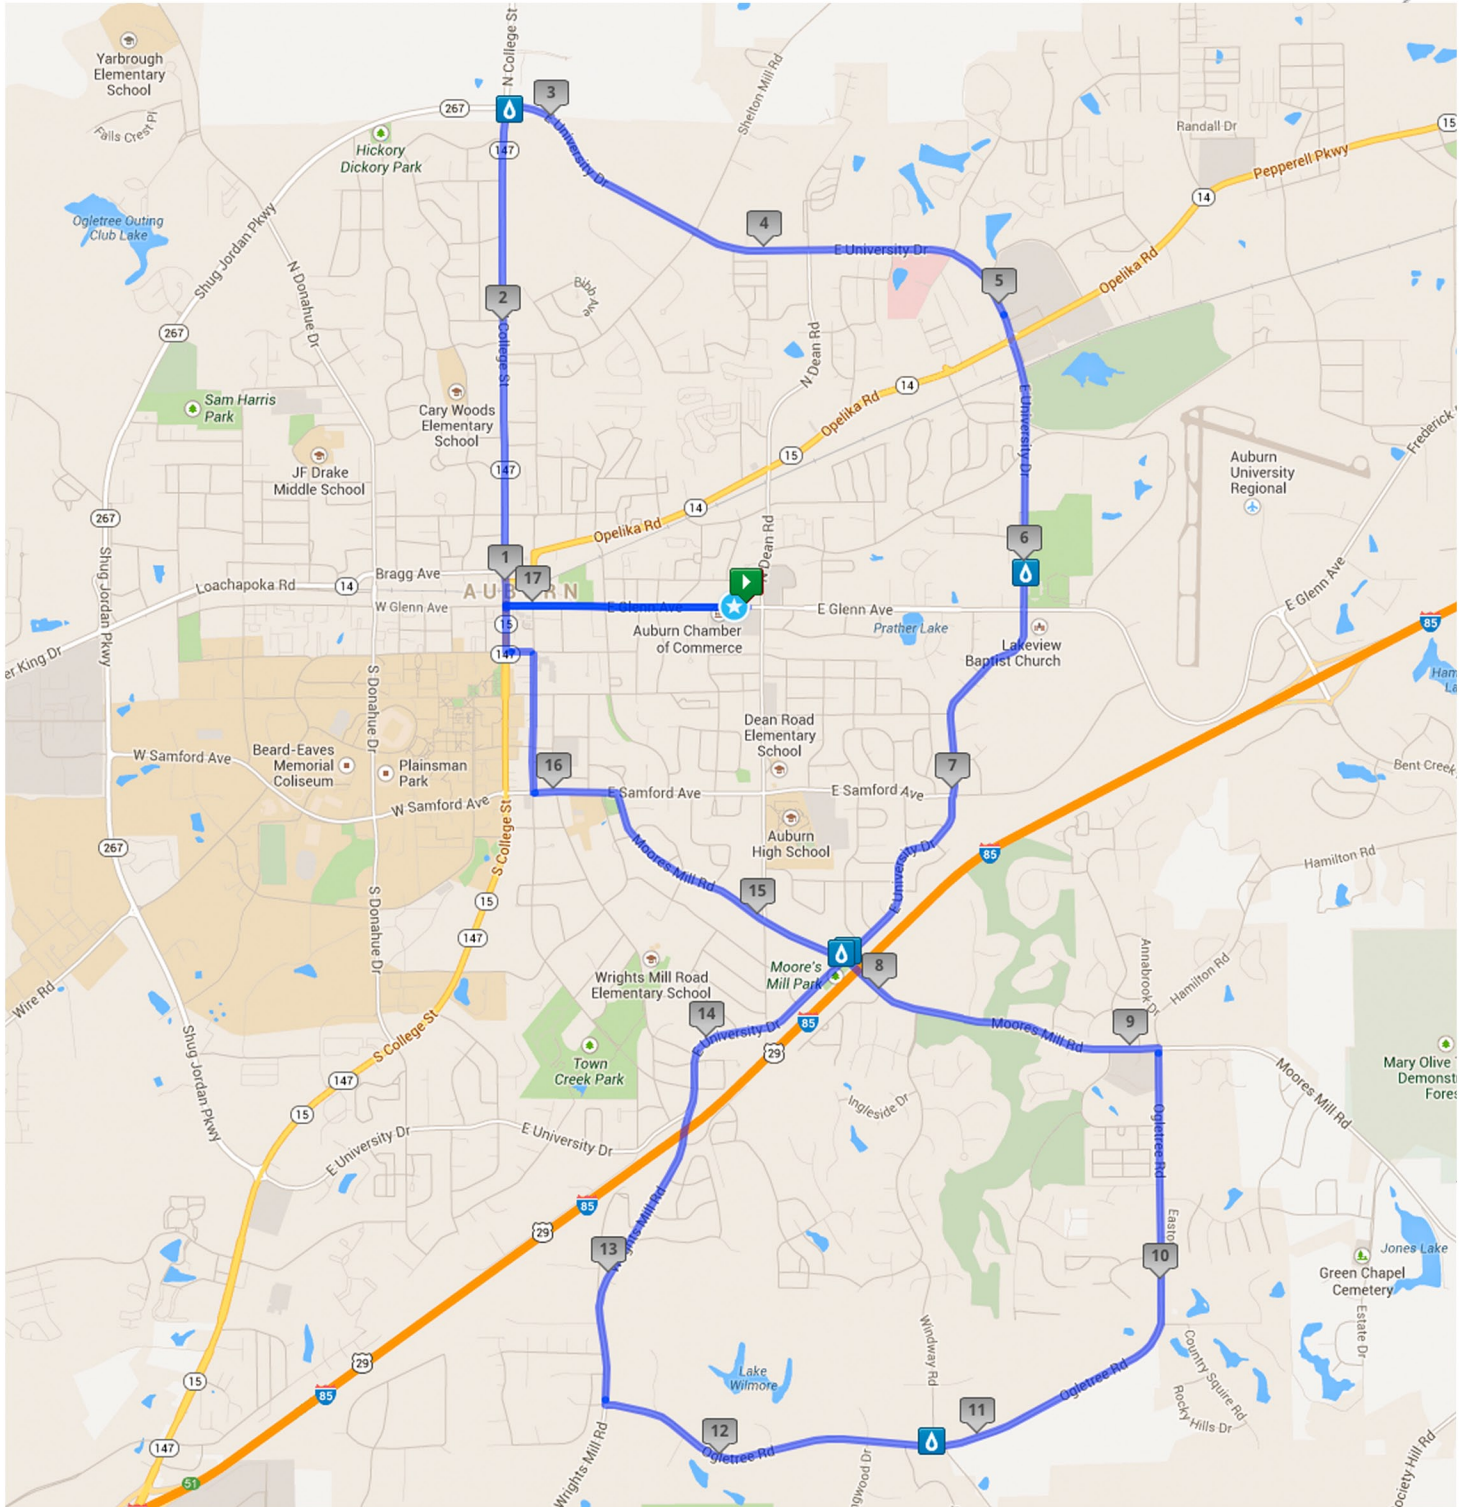 N College St
Yarbrough
Elementary
School
Falls Crest Pl
267
3
E University Dr
Shelton Mill Rd
Randall Dr
15
Hickory
Dickory Park
147
Pepperell Pkwy
14
Ogletree Outing
Club Lake
Shug Jordan Pkwy
4
E University Dr
N Donahue Dr
Bibb Ave
5
Opelika Rd
2
267
College St
N Dean Rd
14
Sam Harris
Park
Cary Woods
Elementary
School
Opelika Rd
E University Dr
Frederick
JF Drake
Middle School
147
15
Auburn
University
Regional
267
14
Opelika Rd
N Dean Rd
6
1
17
AUBURN
Bragg Ave
Loachapoka Rd
14
W Glenn Ave
E Glenn Ave
E Glenn Ave
E Glenn Ave
Shug Jordan Pkwy
15
Auburn Chamber
of Commerce
Prather Lake
85
147
Lakeview
Baptist Church
er King Dr
Ham
La
S Donahue Dr
Dean Road
Elementary
School
W Samford Ave
Beard-Eaves
Memorial
Coliseum
Plainsman
Park
16
7
Bent Creek
W Samford Ave
E Samford Ave
E Samford Ave
S College St
Auburn
High School
267
Moores Mill Rd
E University Dr
85
Hamilton Rd
S Donahue Dr
15
15
147
Moore's
Mill Park
8
Wrights Mill Road
Elementary School
Annabrook Dr
Hamilton Rd
Wire Rd
14
E University Dr
85
Moores Mill Rd
9
S College St
29
Town
Creek Park
Moores Mill Rd
Mary Olive
Demonst
Fores
Shug Jordan Pkwy
147
15
Ingleside Dr
Ogletree Rd
E University Dr
E University Dr
85
29
Easto
13
10
Jones Lake
Green Chapel
Cemetery
Windway Rd
Estate Dr
29
Lake
Wilmore
Country Squire Rd
15
85
Ogletree Rd
Rocky Hills Dr
11
12
147
Ogletree Rd
Wrights Mill Rd
ngwood Dr
ociety Hill Rd
51